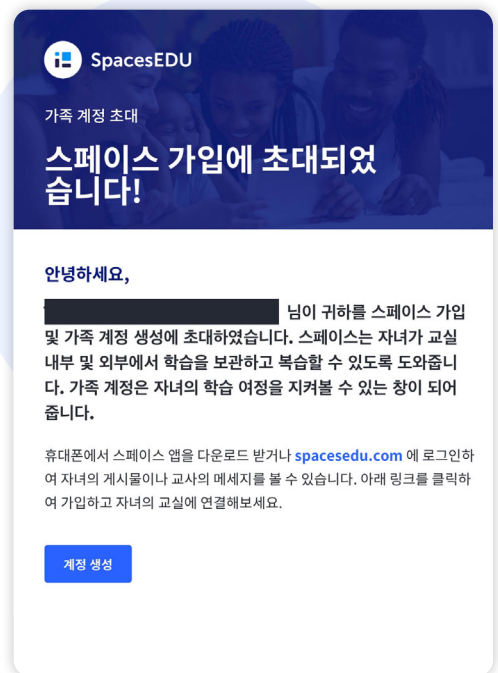 SpacesEDU
가족 계정 초대
스페이스 가입에 초대되었
습니다!
안녕하세요,
님이 귀하를 스페이스 가입
및 가족 계정 생성에 초대하였습니다. 스페이스는 자녀가 교실
내부 및 외부에서 학습을 보관하고 복습할 수 있도록 도와줍니
다. 가족 계정은 자녀의 학습 여정을 지켜볼 수 있는 창이 되어
줍니다.
휴대폰에서 스페이스 앱을 다운로드 받거나 spacesedu.com 에 로그인하
여 자녀의 게시물이나 교사의 메세지를 볼 수 있습니다. 아래 링크를 클릭하
여 가입하고 자녀의 교실에 연결해보세요.
계정 생성